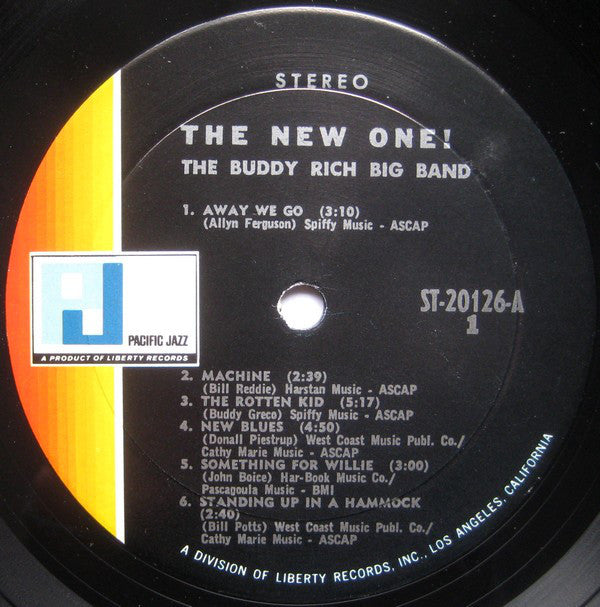 STEREO
THE NEW ONE!
THE BUDDY RICH BIG BAND
1. AWAY WE GO (3:10)
(Allyn Ferguson) Spiffy Music - ASCAP
PJ
PACIFIC JAZZ
A PRODUCT OF LIBERTY RECORDS
ST-20126-A
1
2. MACHINE (2:39)
(Bill Reddie) Harstan Music - ASCAP
3. THE ROTTEN KID (5:17)
(Buddy Greco) Spiffy Music - ASCAP
4. NEW BLUES (4:50)
(Donall Piestrup) West Coast Music Publ. Co./
Cathy Marie Music - ASCAP
5. SOMETHING FOR WILLIE (3:00)
(John Boice) Har-Book Music Co./
Pascagoula Music - BMI
6. STANDING UP IN A HAMMOCK
(2:40)
(Bill Potts) West Coast Music Publ. Co./
Cathy Marie Music - ASCAP
A DIVISION OF LIBERTY RECORDS, INC., LOS ANGELES, CALIFORNIA